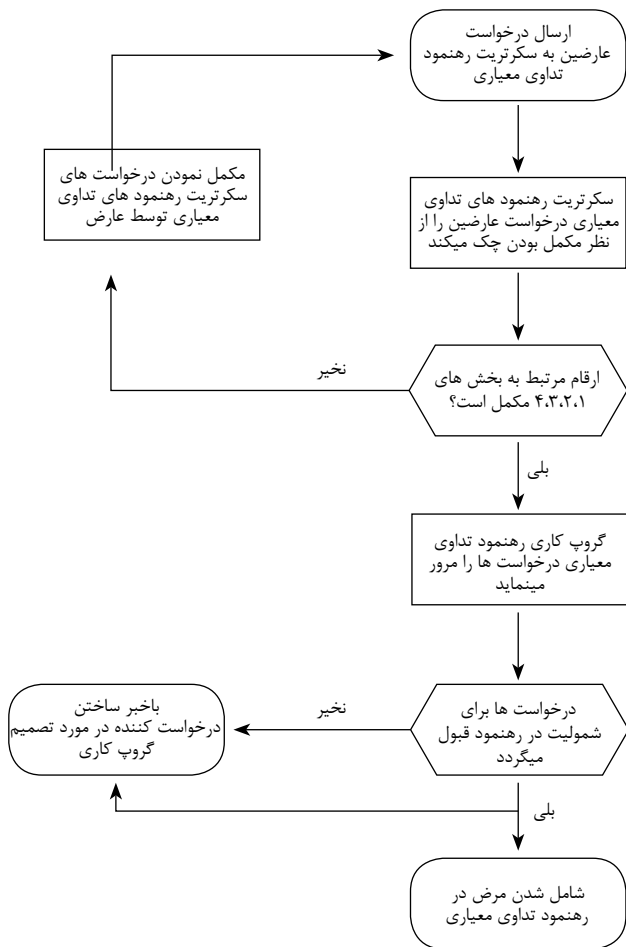 ارسال درخواست
عارضین به سکرتریت رهنمود
تداوی معیاری
مکمل نمودن درخواست های
سکرتریت رهنمود های تداوی
معیاری توسط عارض
سکرتریت رهنمود های تداوی
معیاری درخواست عارضین را از
نظر مکمل بودن چک میکند
نخیر
ارقام مرتبط به بخش های
۴،۳،۲،۱ مکمل است؟
بلی
گروپ کاری رهنمود تداوی
معیاری درخواست ها را مرور
مینماید
درخواست ها برای
شمولیت در رهنمود قبول
میگردد
نخیر
باخبر ساختن
درخواست کننده در مورد تصمیم
گروپ کاری
بلی
شامل شدن مرض در
رهنمود تداوی معیاری